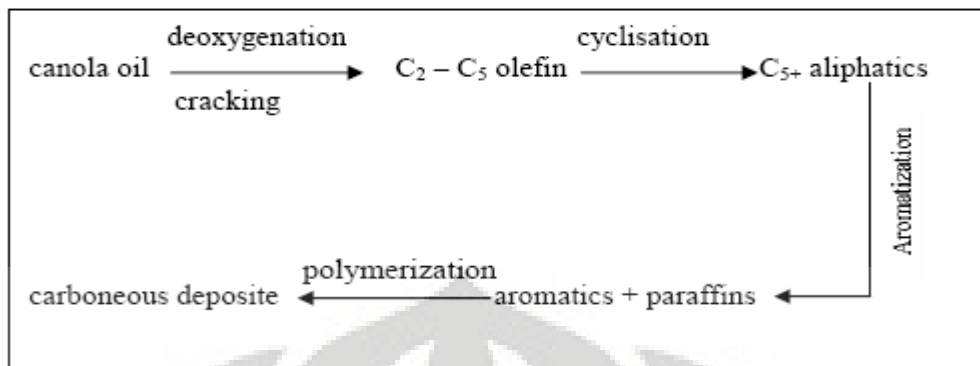 deoxygenation
cyclisation
canola oil
C₂ – C₅ olefin
C₅₊ aliphatics
cracking
Aromatization
polymerization
carboneous deposite
aromatics + paraffins